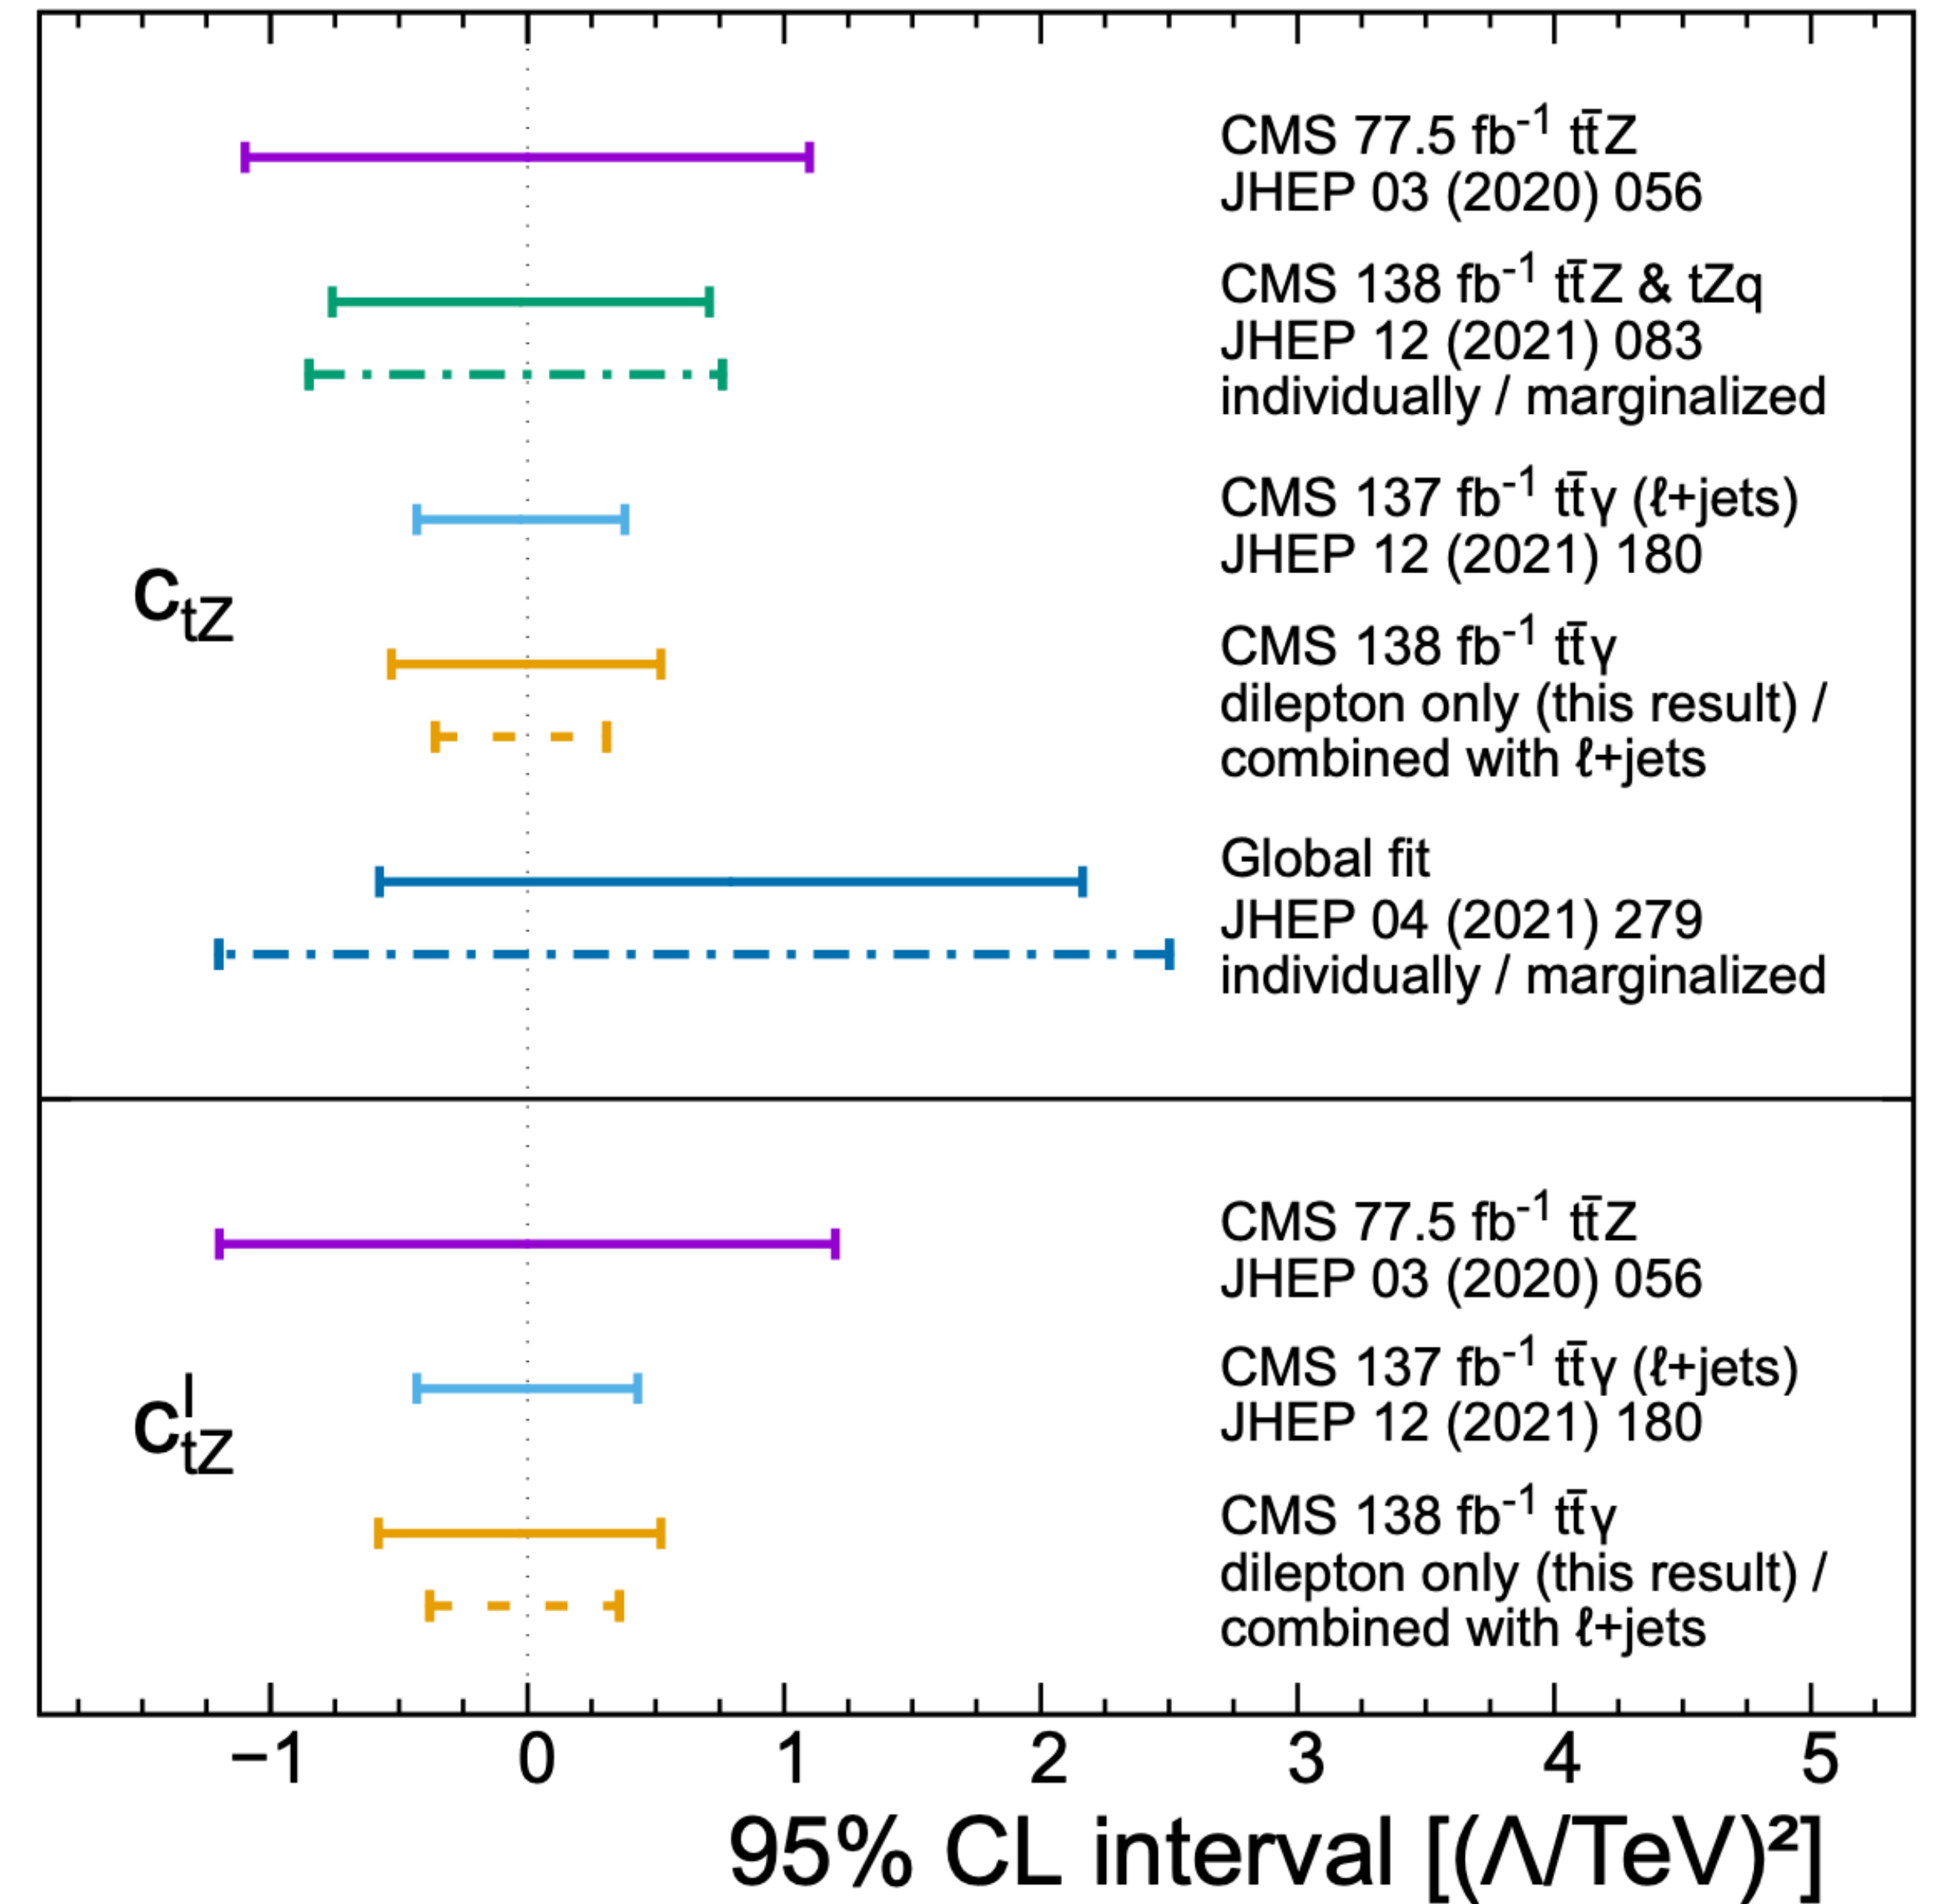 CMS 77.5 fb⁻¹ tt̄Z
JHEP 03 (2020) 056
CMS 138 fb⁻¹ tt̄Z & tZq
JHEP 12 (2021) 083
individually / marginalized
CMS 137 fb⁻¹ tt̄γ (ℓ+jets)
JHEP 12 (2021) 180
c_tZ
CMS 138 fb⁻¹ tt̄γ
dilepton only (this result) /
combined with ℓ+jets
Global fit
JHEP 04 (2021) 279
individually / marginalized
CMS 77.5 fb⁻¹ tt̄Z
JHEP 03 (2020) 056
CMS 137 fb⁻¹ tt̄γ (ℓ+jets)
JHEP 12 (2021) 180
c_tZ^I
CMS 138 fb⁻¹ tt̄γ
dilepton only (this result) /
combined with ℓ+jets
−1 0 1 2 3 4 5
95% CL interval [(Λ/TeV)²]